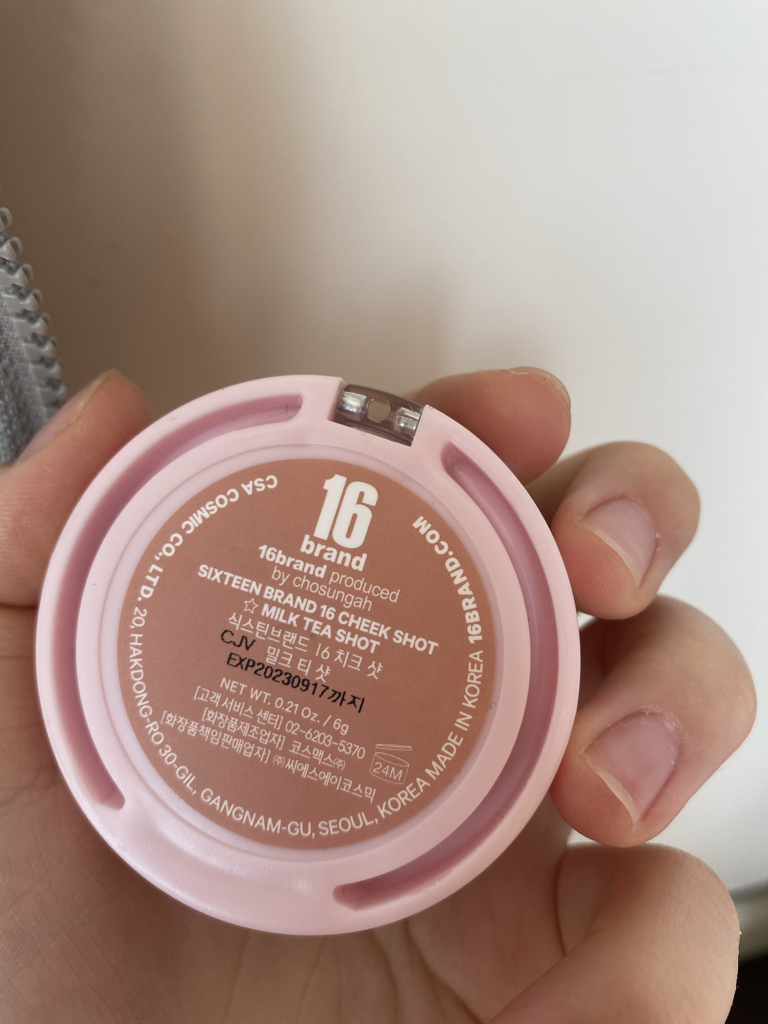 16
brand
16brand produced
by chosungah
SIXTEEN BRAND 16 CHEEK SHOT
☆ MILK TEA SHOT
식스틴브랜드 16 치크 샷
밀크 티 샷
CJV
EXP20230917까지
NET WT. 0.21 Oz. / 6g
[고객서비스 센터] 02-6203-5370
[화장품제조업자] 코스맥스㈜
[화장품책임판매업자] ㈜씨에스에이코스믹
24M
CSA COSMIC CO., LTD. 20, HAKDONG-RO 30-GIL, GANGNAM-GU, SEOUL, KOREA MADE IN KOREA 16BRAND.COM